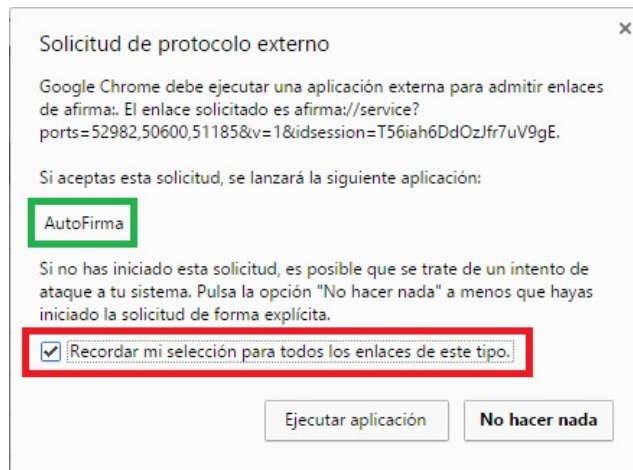 Solicitud de protocolo externo
Google Chrome debe ejecutar una aplicación externa para admitir enlaces
de afirma:. El enlace solicitado es afirma://service?
ports=52982,50600,51185&v=1&idsession=T56iah6DdOzJfr7uV9gE.
Si aceptas esta solicitud, se lanzará la siguiente aplicación:
AutoFirma
Si no has iniciado esta solicitud, es posible que se trate de un intento de
ataque a tu sistema. Pulsa la opción "No hacer nada" a menos que hayas
iniciado la solicitud de forma explícita.
Recordar mi selección para todos los enlaces de este tipo.
Ejecutar aplicación
No hacer nada